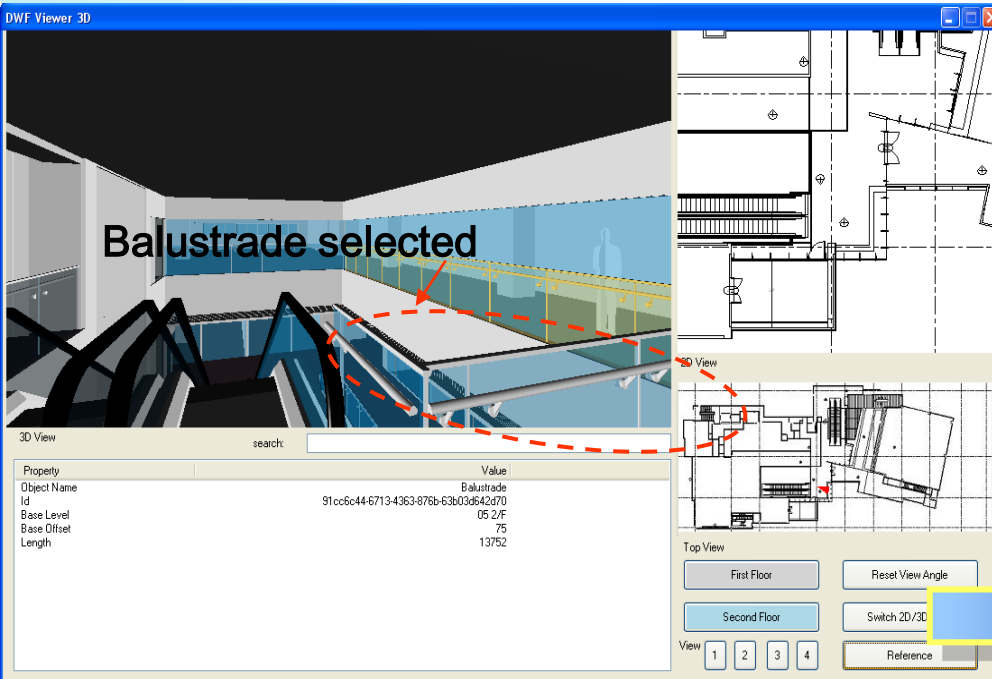 DWF Viewer 3D
Balustrade selected
2D View
3D View
search:
Property Value
Object Name Balustrade
Id 91cc6c44-6713-4363-876b-63b03d642d70
Base Level 05 2/F
Base Offset 75
Length 13752
Top View
First Floor Reset View Angle
Second Floor Switch 2D/3D
View 1 2 3 4 Reference